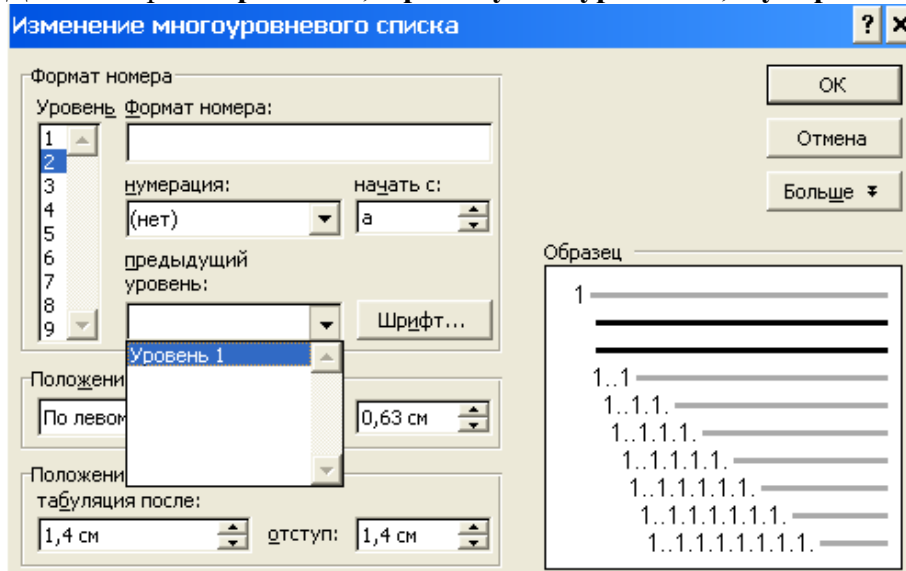 Изменение многоуровневого списка
Формат номера
Уровень Формат номера:
1
2
3
4
5
6
7
8
9
нумерация: начать с:
(нет) а
предыдущий
уровень:
Шрифт...
Уровень 1
Положени
По левом 0,63 см
Положени
табуляция после:
1,4 см отступ: 1,4 см
ОК
Отмена
Больше
Образец
1
1..1
1..1.1.
1..1.1.1.
1..1.1.1.1.
1..1.1.1.1.1.
1..1.1.1.1.1.1.
1..1.1.1.1.1.1.1.